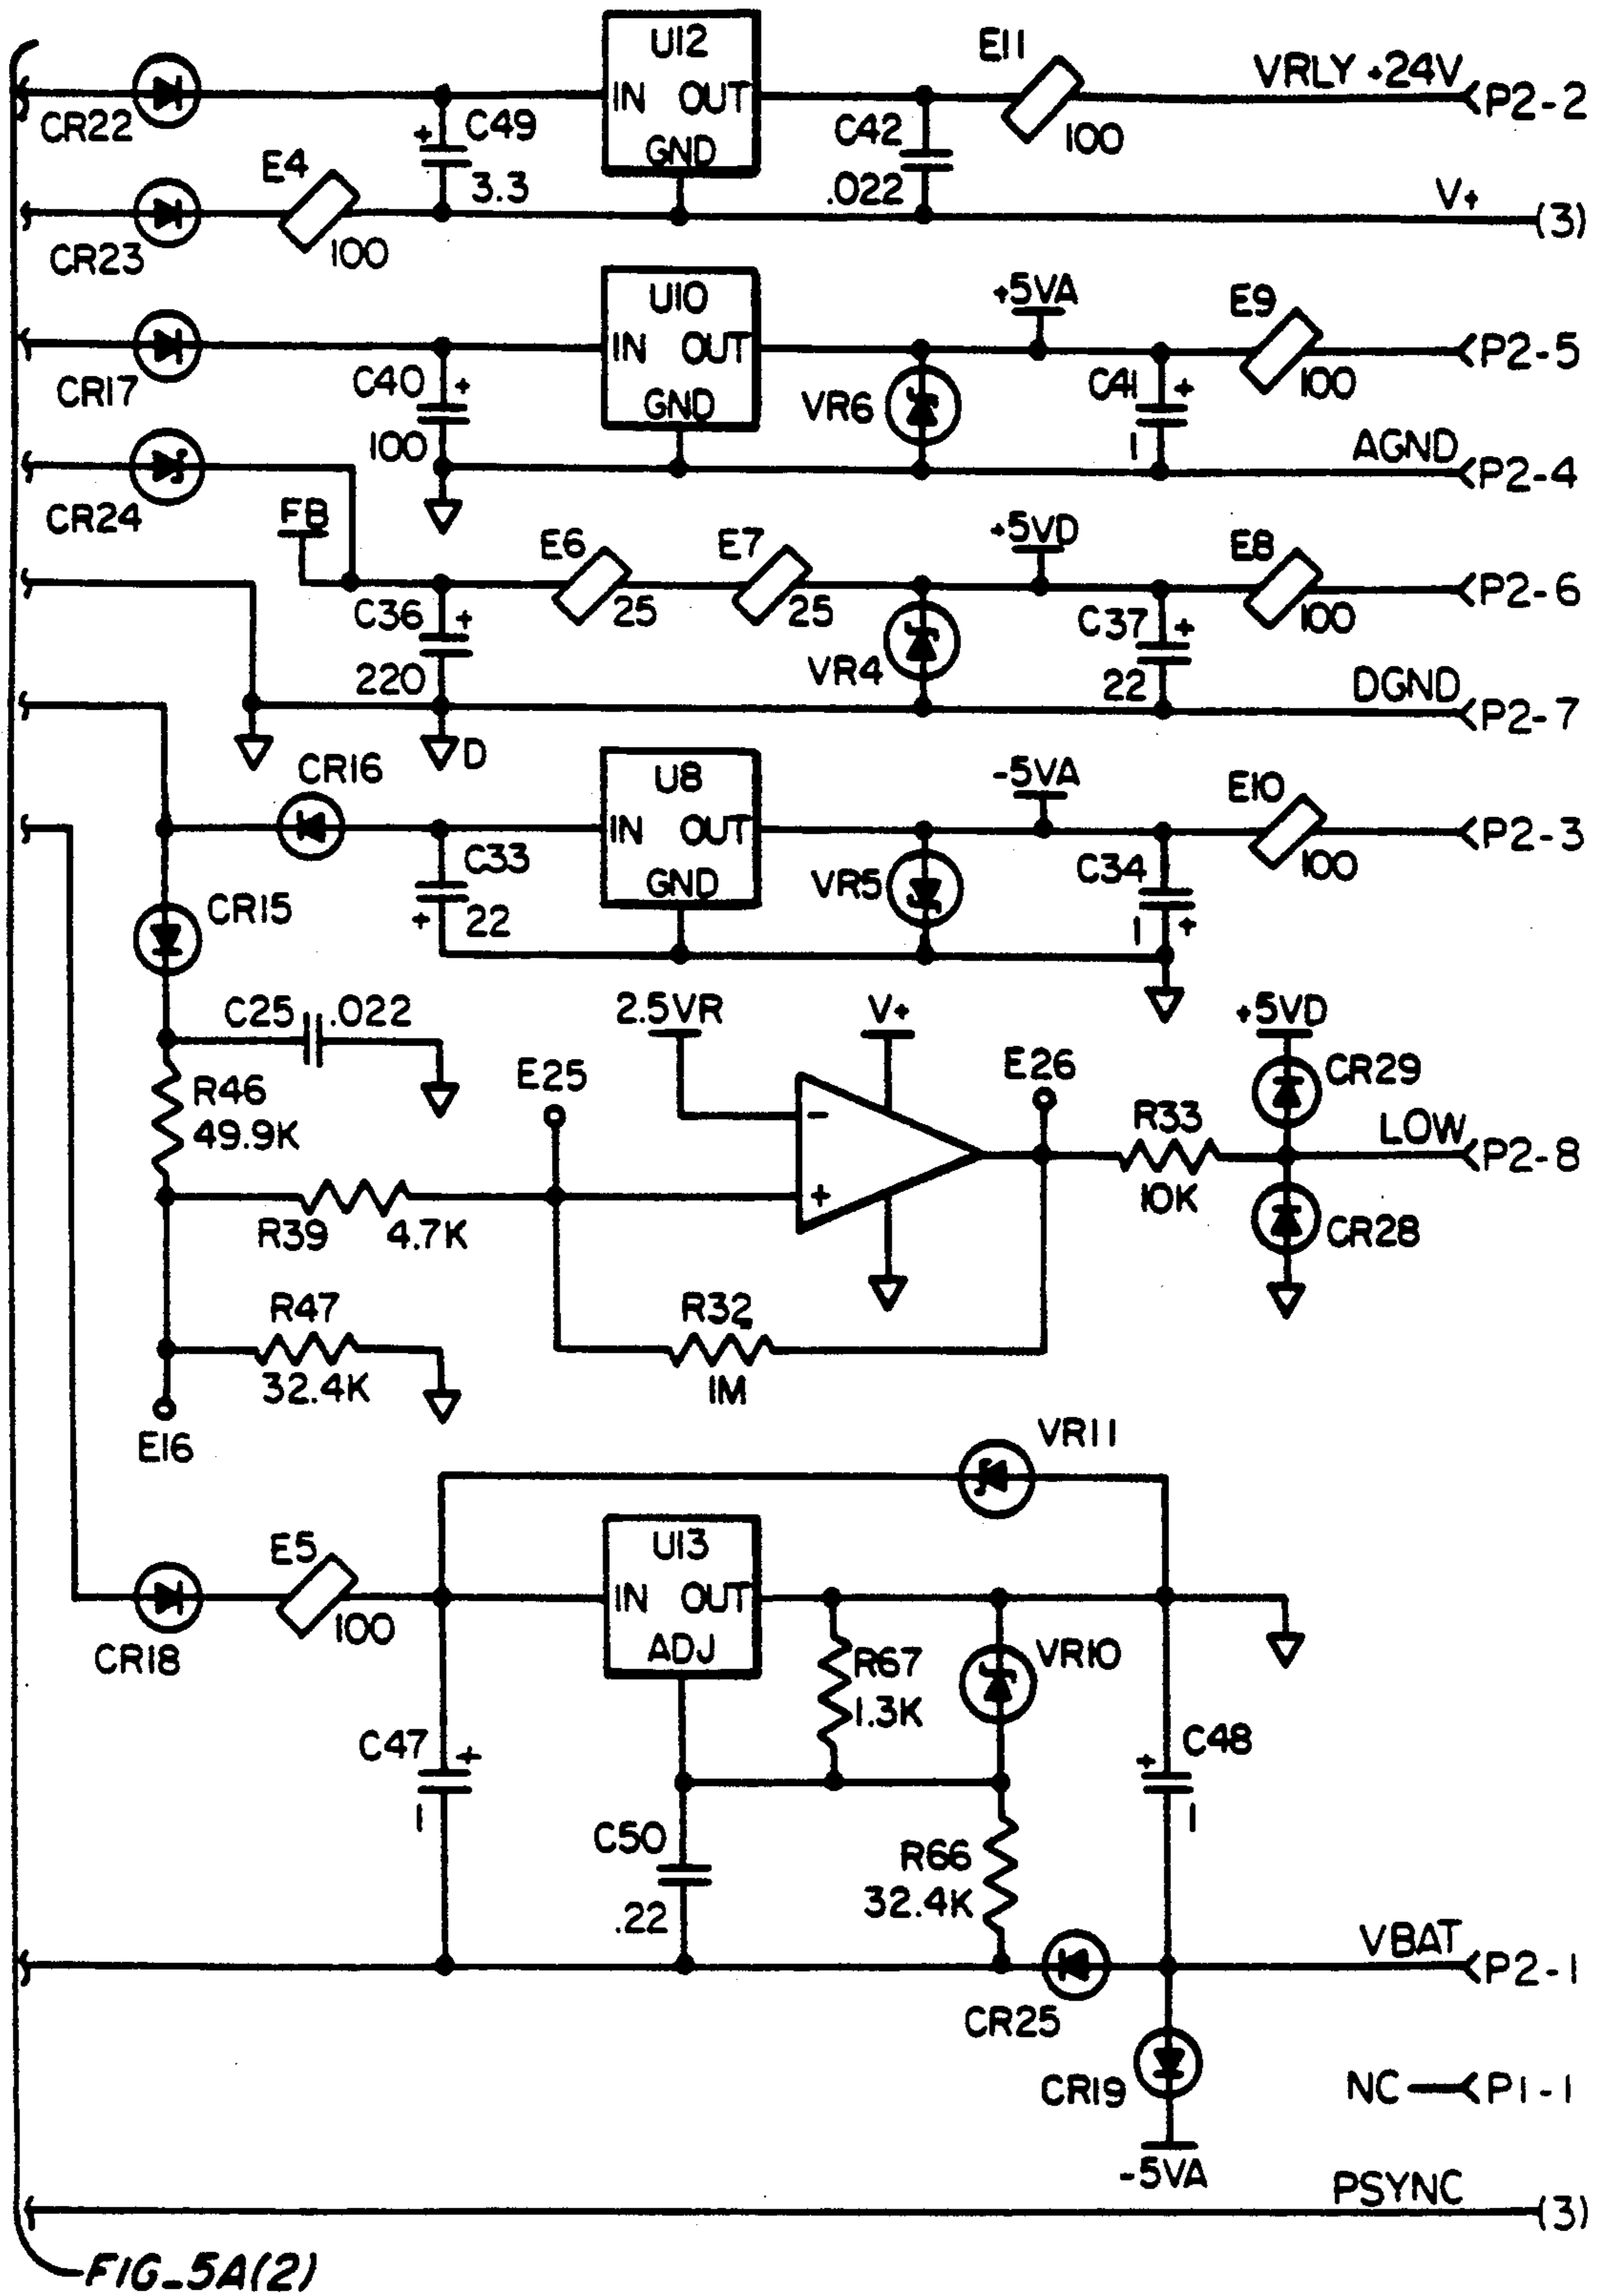 U12
E11
VRLY +24V
IN OUT
P2-2
CR22
C49
C42
100
GND
E4
+
3.3
.022
V+
(3)
CR23
100
U10
+5VA
E9
IN OUT
P2-5
CR17
C40
+
GND
VR6
C41
+
100
100
1
AGND
P2-4
CR24
FB
E6
E7
+5VD
E8
P2-6
C36
+
25
25
C37
+
100
220
VR4
22
DGND
P2-7
D
CR16
U8
-5VA
E10
IN OUT
P2-3
C33
GND
VR5
C34
100
CR15
+
22
1
+
C25
.022
2.5VR
V+
+5VD
E25
E26
CR29
R46
49.9K
-
R33
LOW
P2-8
+
10K
R39
4.7K
CR28
R47
R32
32.4K
1M
E16
VR11
E5
U13
IN OUT
100
CR18
ADJ
R67
1.3K
VR10
C47
+
C48
+
1
1
C50
R66
.22
32.4K
VBAT
P2-1
CR25
CR19
NC
P1-1
-5VA
PSYNC
(3)
FIG_5A(2)